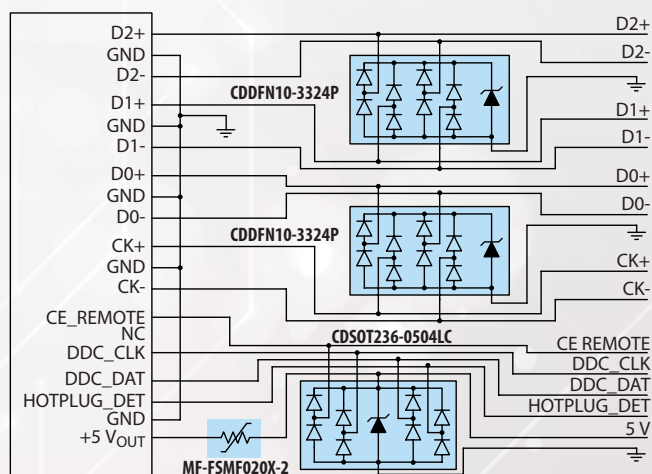 D2+
GND
D2-
D1+
GND
D1-
D0+
GND
D0-
CK+
GND
CK-
CE_REMOTE
NC
DDC_CLK
DDC_DAT
HOTPLUG_DET
GND
+5 VOUT
CDDFN10-3324P
CDDFN10-3324P
CDSOT236-0504LC
MF-FSMF020X-2
D2+
D2-
D1+
D1-
D0+
D0-
CK+
CK-
CE REMOTE
DDC_CLK
DDC_DAT
HOTPLUG_DET
5 V